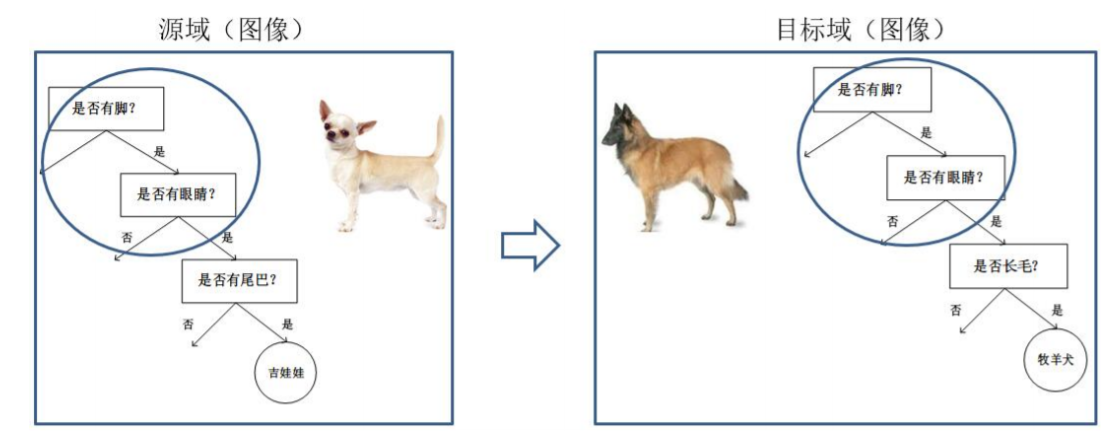 源域（图像）
是否有脚？
是
是否有眼睛？
否
是
是否有尾巴？
否
是
吉娃娃
目标域（图像）
是否有脚？
是
是否有眼睛？
否
是
是否长毛？
否
是
牧羊犬